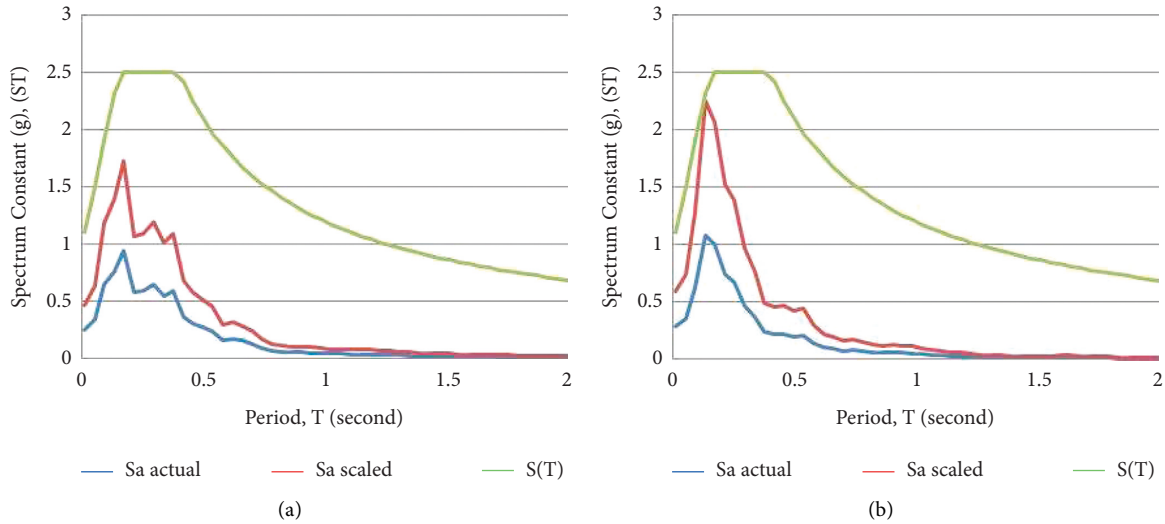 3
2.5
2
1.5
1
0.5
0
Spectrum Constant (g), (ST)
0 0.5 1 1.5 2
Period, T (second)
Sa actual Sa scaled S(T)
(a)
3
2.5
2
1.5
1
0.5
0
Spectrum Constant (g), (ST)
0 0.5 1 1.5 2
Period, T (second)
Sa actual Sa scaled S(T)
(b)